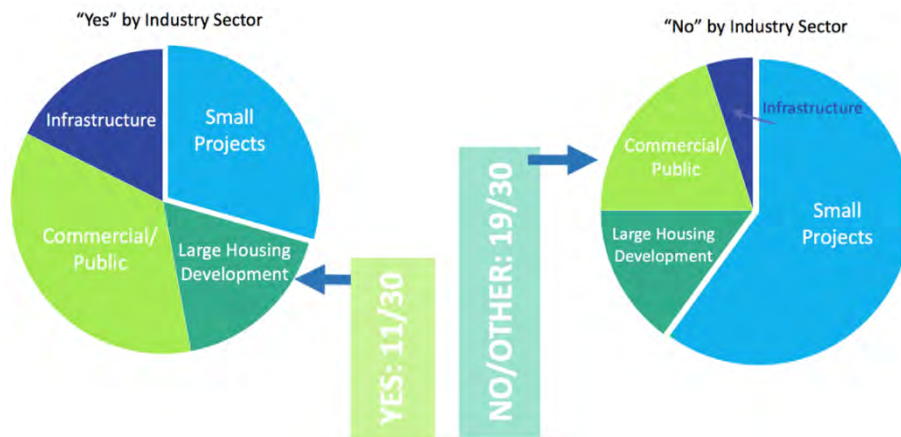 “Yes” by Industry Sector
Infrastructure
Small
Projects
Commercial/
Public
Large Housing
Development
YES: 11/30
NO/OTHER: 19/30
“No” by Industry Sector
Infrastructure
Commercial/
Public
Small
Projects
Large Housing
Development